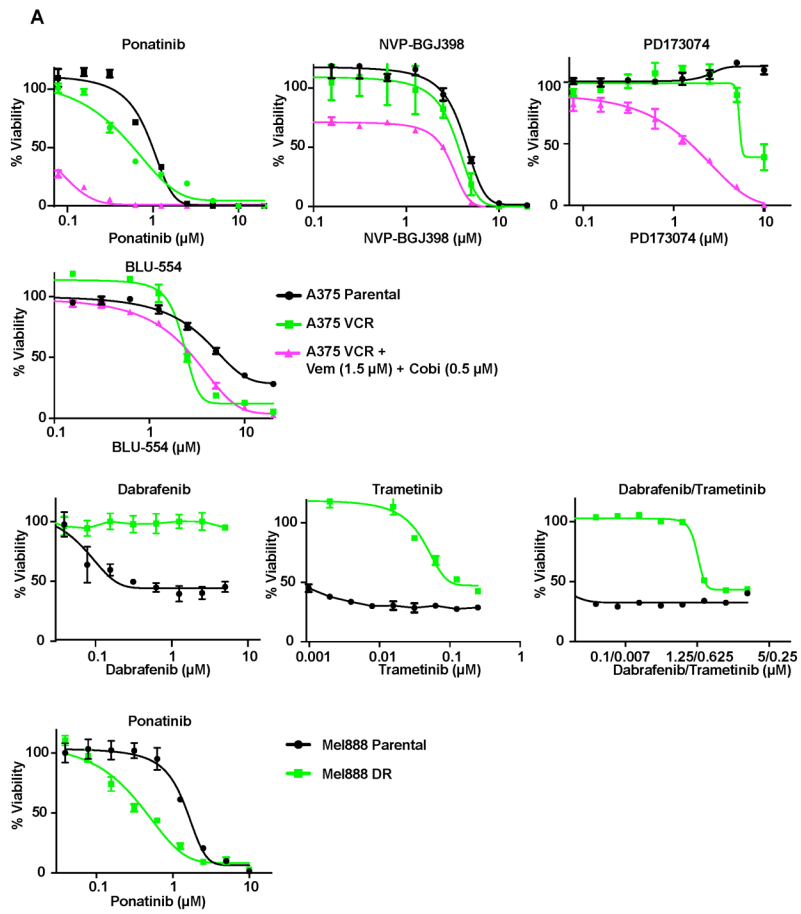 A
Ponatinib
NVP-BGJ398
PD173074
% Viability
100
50
0
0.1
1
10
Ponatinib (µM)
% Viability
100
50
0
0.1
1
10
NVP-BGJ398 (µM)
% Viability
100
50
0
0.1
1
10
PD173074 (µM)
BLU-554
% Viability
100
50
0
0.1
1
10
BLU-554 (µM)
A375 Parental
A375 VCR
A375 VCR +
Vem (1.5 µM) + Cobi (0.5 µM)
Dabrafenib
Trametinib
Dabrafenib/Trametinib
% Viability
100
50
0
0.1
1
10
Dabrafenib (µM)
% Viability
100
50
0
0.001
0.01
0.1
1
Trametinib (µM)
% Viability
100
50
0
0.1/0.007
1.25/0.625
5/0.25
Dabrafenib/Trametinib (µM)
Ponatinib
% Viability
100
50
0
0.1
1
10
Ponatinib (µM)
Mel888 Parental
Mel888 DR